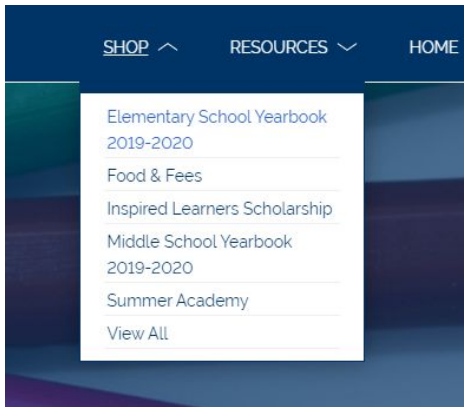 SHOP RESOURCES HOME
Elementary School Yearbook
2019-2020
Food & Fees
Inspired Learners Scholarship
Middle School Yearbook
2019-2020
Summer Academy
View All